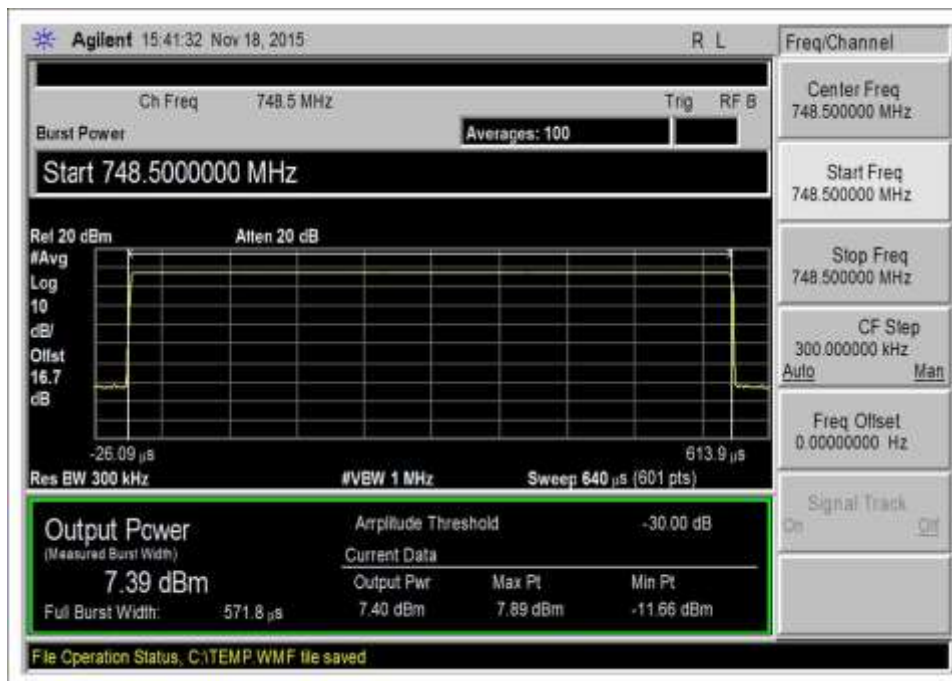 Agilent 15:41:32 Nov 18, 2015 R L
Freq/Channel
Ch Freq 748.5 MHz Trig RF B
Burst Power Averages: 100
Start 748.5000000 MHz
Ref 20 dBm Atten 20 dB
#Avg
Log
10
dB/
Offst
16.7
dB
-26.09 µs 613.9 µs
Res BW 300 kHz #VBW 1 MHz Sweep 640 µs (601 pts)
Output Power
(Measured Burst Width)
7.39 dBm
Full Burst Width: 571.8 µs
Amplitude Threshold -30.00 dB
Current Data
Output Pwr Max Pt Min Pt
7.40 dBm 7.89 dBm -11.66 dBm
File Operation Status, C:\TEMP.WMF file saved
Center Freq
748.500000 MHz
Start Freq
748.500000 MHz
Stop Freq
748.500000 MHz
CF Step
300.000000 kHz
Auto Man
Freq Offset
0.00000000 Hz
Signal Track
On Off